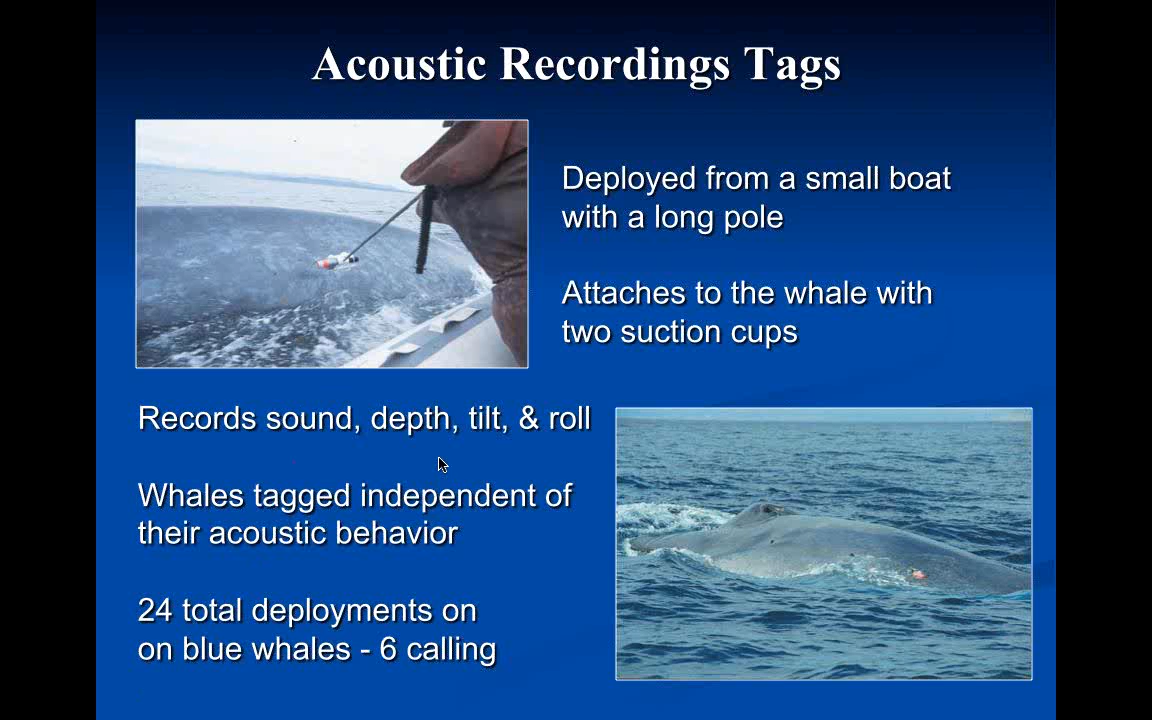 Acoustic Recordings Tags
Deployed from a small boat
with a long pole
Attaches to the whale with
two suction cups
Records sound, depth, tilt, & roll
Whales tagged independent of
their acoustic behavior
24 total deployments on
on blue whales - 6 calling